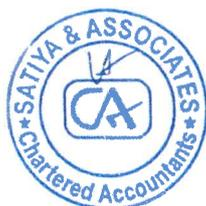 SATIYA & ASSOCIATES
CA
★ Chartered Accountants ★